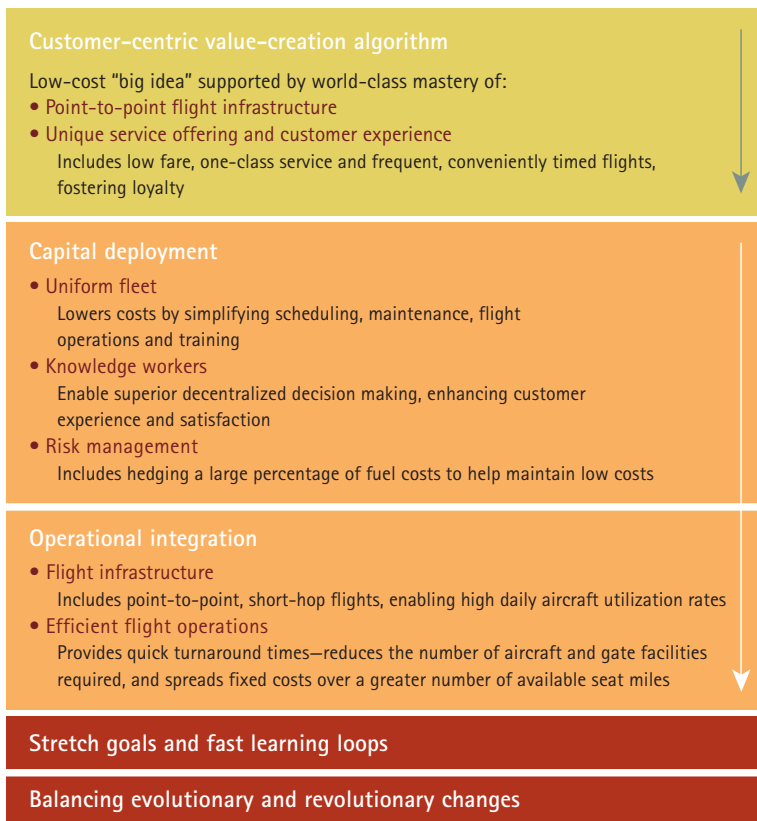 Customer-centric value-creation algorithm
Low-cost “big idea” supported by world-class mastery of:
• Point-to-point flight infrastructure
• Unique service offering and customer experience
Includes low fare, one-class service and frequent, conveniently timed flights,
fostering loyalty
Capital deployment
• Uniform fleet
Lowers costs by simplifying scheduling, maintenance, flight
operations and training
• Knowledge workers
Enable superior decentralized decision making, enhancing customer
experience and satisfaction
• Risk management
Includes hedging a large percentage of fuel costs to help maintain low costs
Operational integration
• Flight infrastructure
Includes point-to-point, short-hop flights, enabling high daily aircraft utilization rates
• Efficient flight operations
Provides quick turnaround times—reduces the number of aircraft and gate facilities
required, and spreads fixed costs over a greater number of available seat miles
Stretch goals and fast learning loops
Balancing evolutionary and revolutionary changes